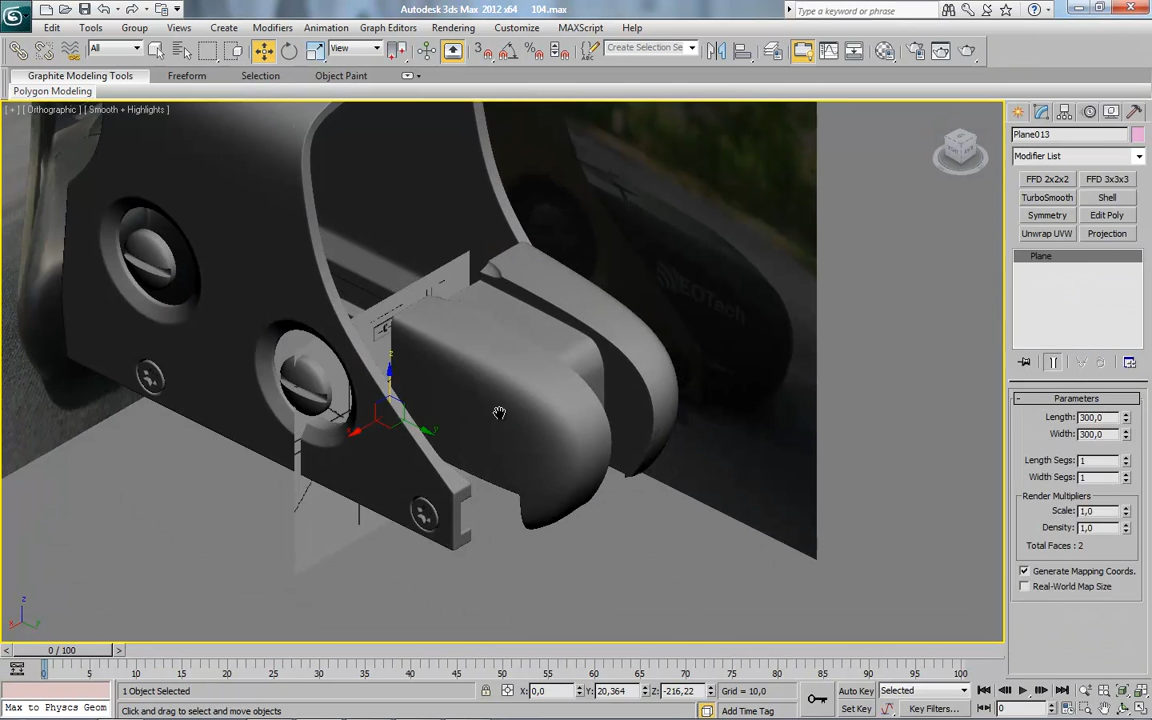 Autodesk 3ds Max 2012 x64 104.max
Type a keyword or phrase
Edit Tools Group Views Create Modifiers Animation Graph Editors Rendering Customize MAXScript Help
All View Create Selection Se
Graphite Modeling Tools Freeform Selection Object Paint
Polygon Modeling
[ + ] [ Orthographic ] [ Smooth + Highlights ]
EOTech
Plane013
Modifier List
FFD 2x2x2 FFD 3x3x3
TurboSmooth Shell
Symmetry Edit Poly
Unwrap UVW Projection
Plane
Parameters
Length: 300,0
Width: 300,0
Length Segs: 1
Width Segs: 1
Render Multipliers
Scale: 1,0
Density: 1,0
Total Faces : 2
Generate Mapping Coords.
Real-World Map Size
z
x
y
z
x y
< 0 / 100 >
0 5 10 15 20 25 30 35 40 45 50 55 60 65 70 75 80 85 90 95 100
1 Object Selected X: 0,0 Y: 20,364 Z: -216,22 Grid = 10,0 Auto Key Selected
Max to Physcs Geom Click and drag to select and move objects Add Time Tag Set Key Key Filters... 0